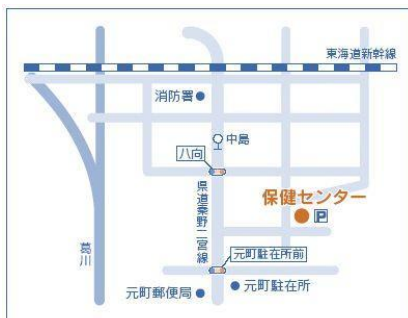 東海道新幹線
消防署
中島
八向
県道秦野二宮線
保健センター
P
葛川
元町駐在所前
元町郵便局
元町駐在所